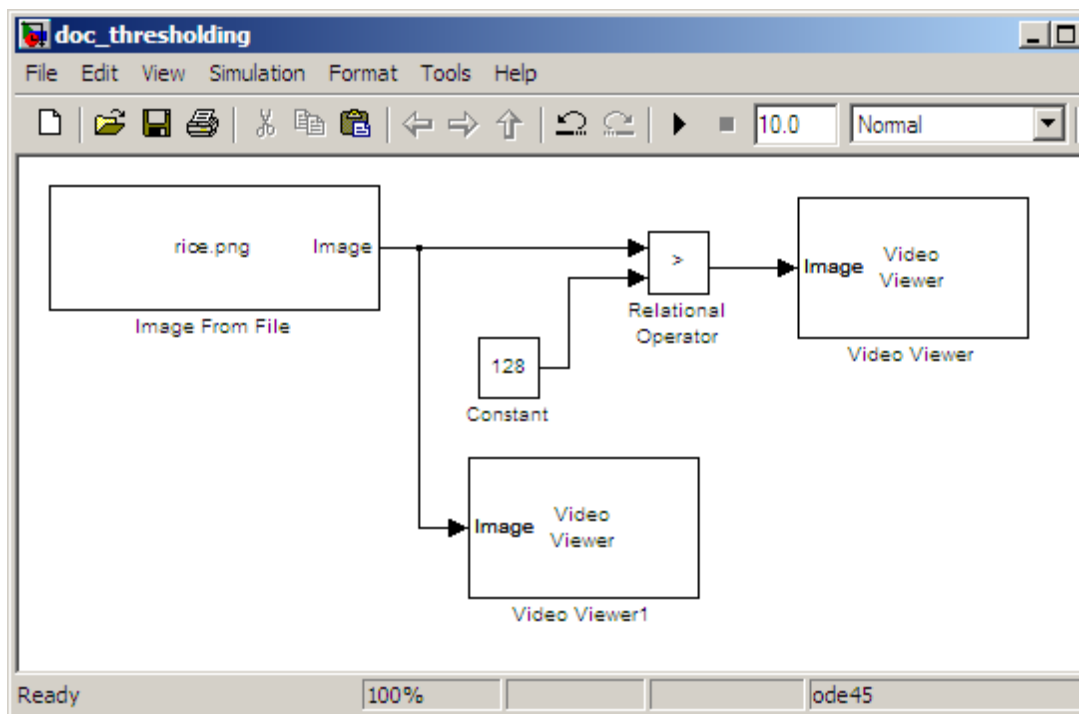 doc_thresholding
File Edit View Simulation Format Tools Help
10.0 Normal
rice.png Image
Image From File
>
Relational
Operator
Image Video
Viewer
Video Viewer
128
Constant
Image Video
Viewer
Video Viewer1
Ready 100% ode45